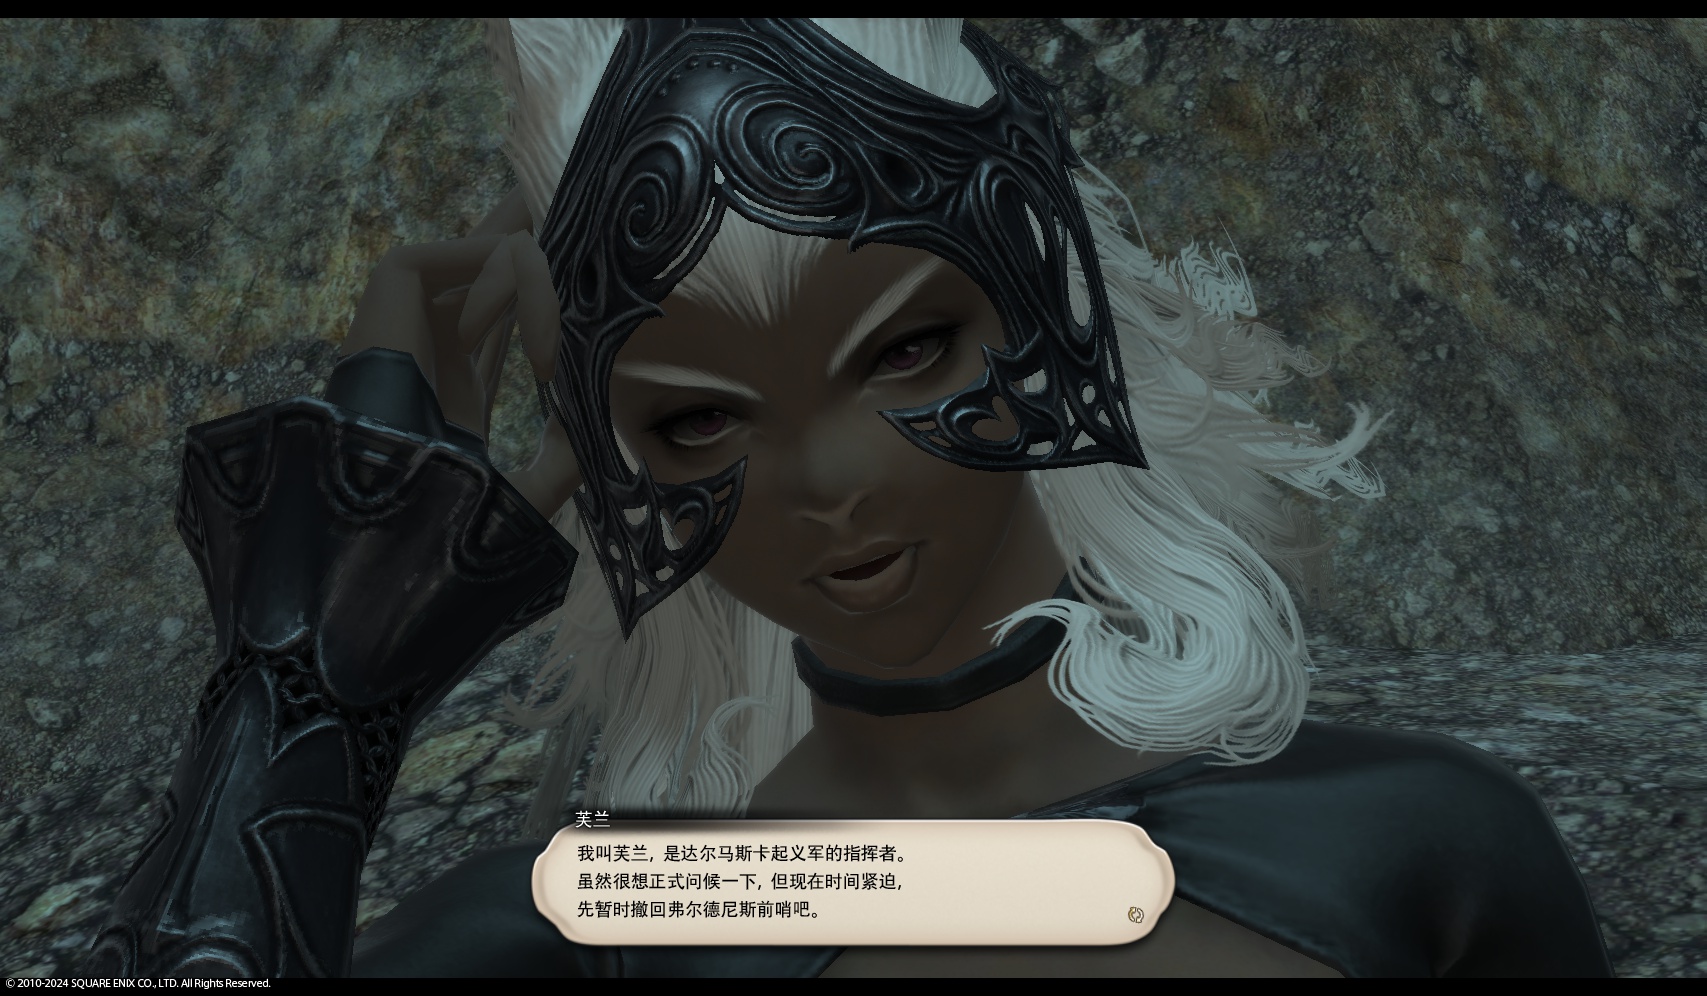 芙兰
我叫芙兰，是达尔马斯卡起义军的指挥者。
虽然很想正式问候一下，但现在时间紧迫，
先暂时撤回弗尔德尼斯前哨吧。
© 2010-2024 SQUARE ENIX CO., LTD. All Rights Reserved.